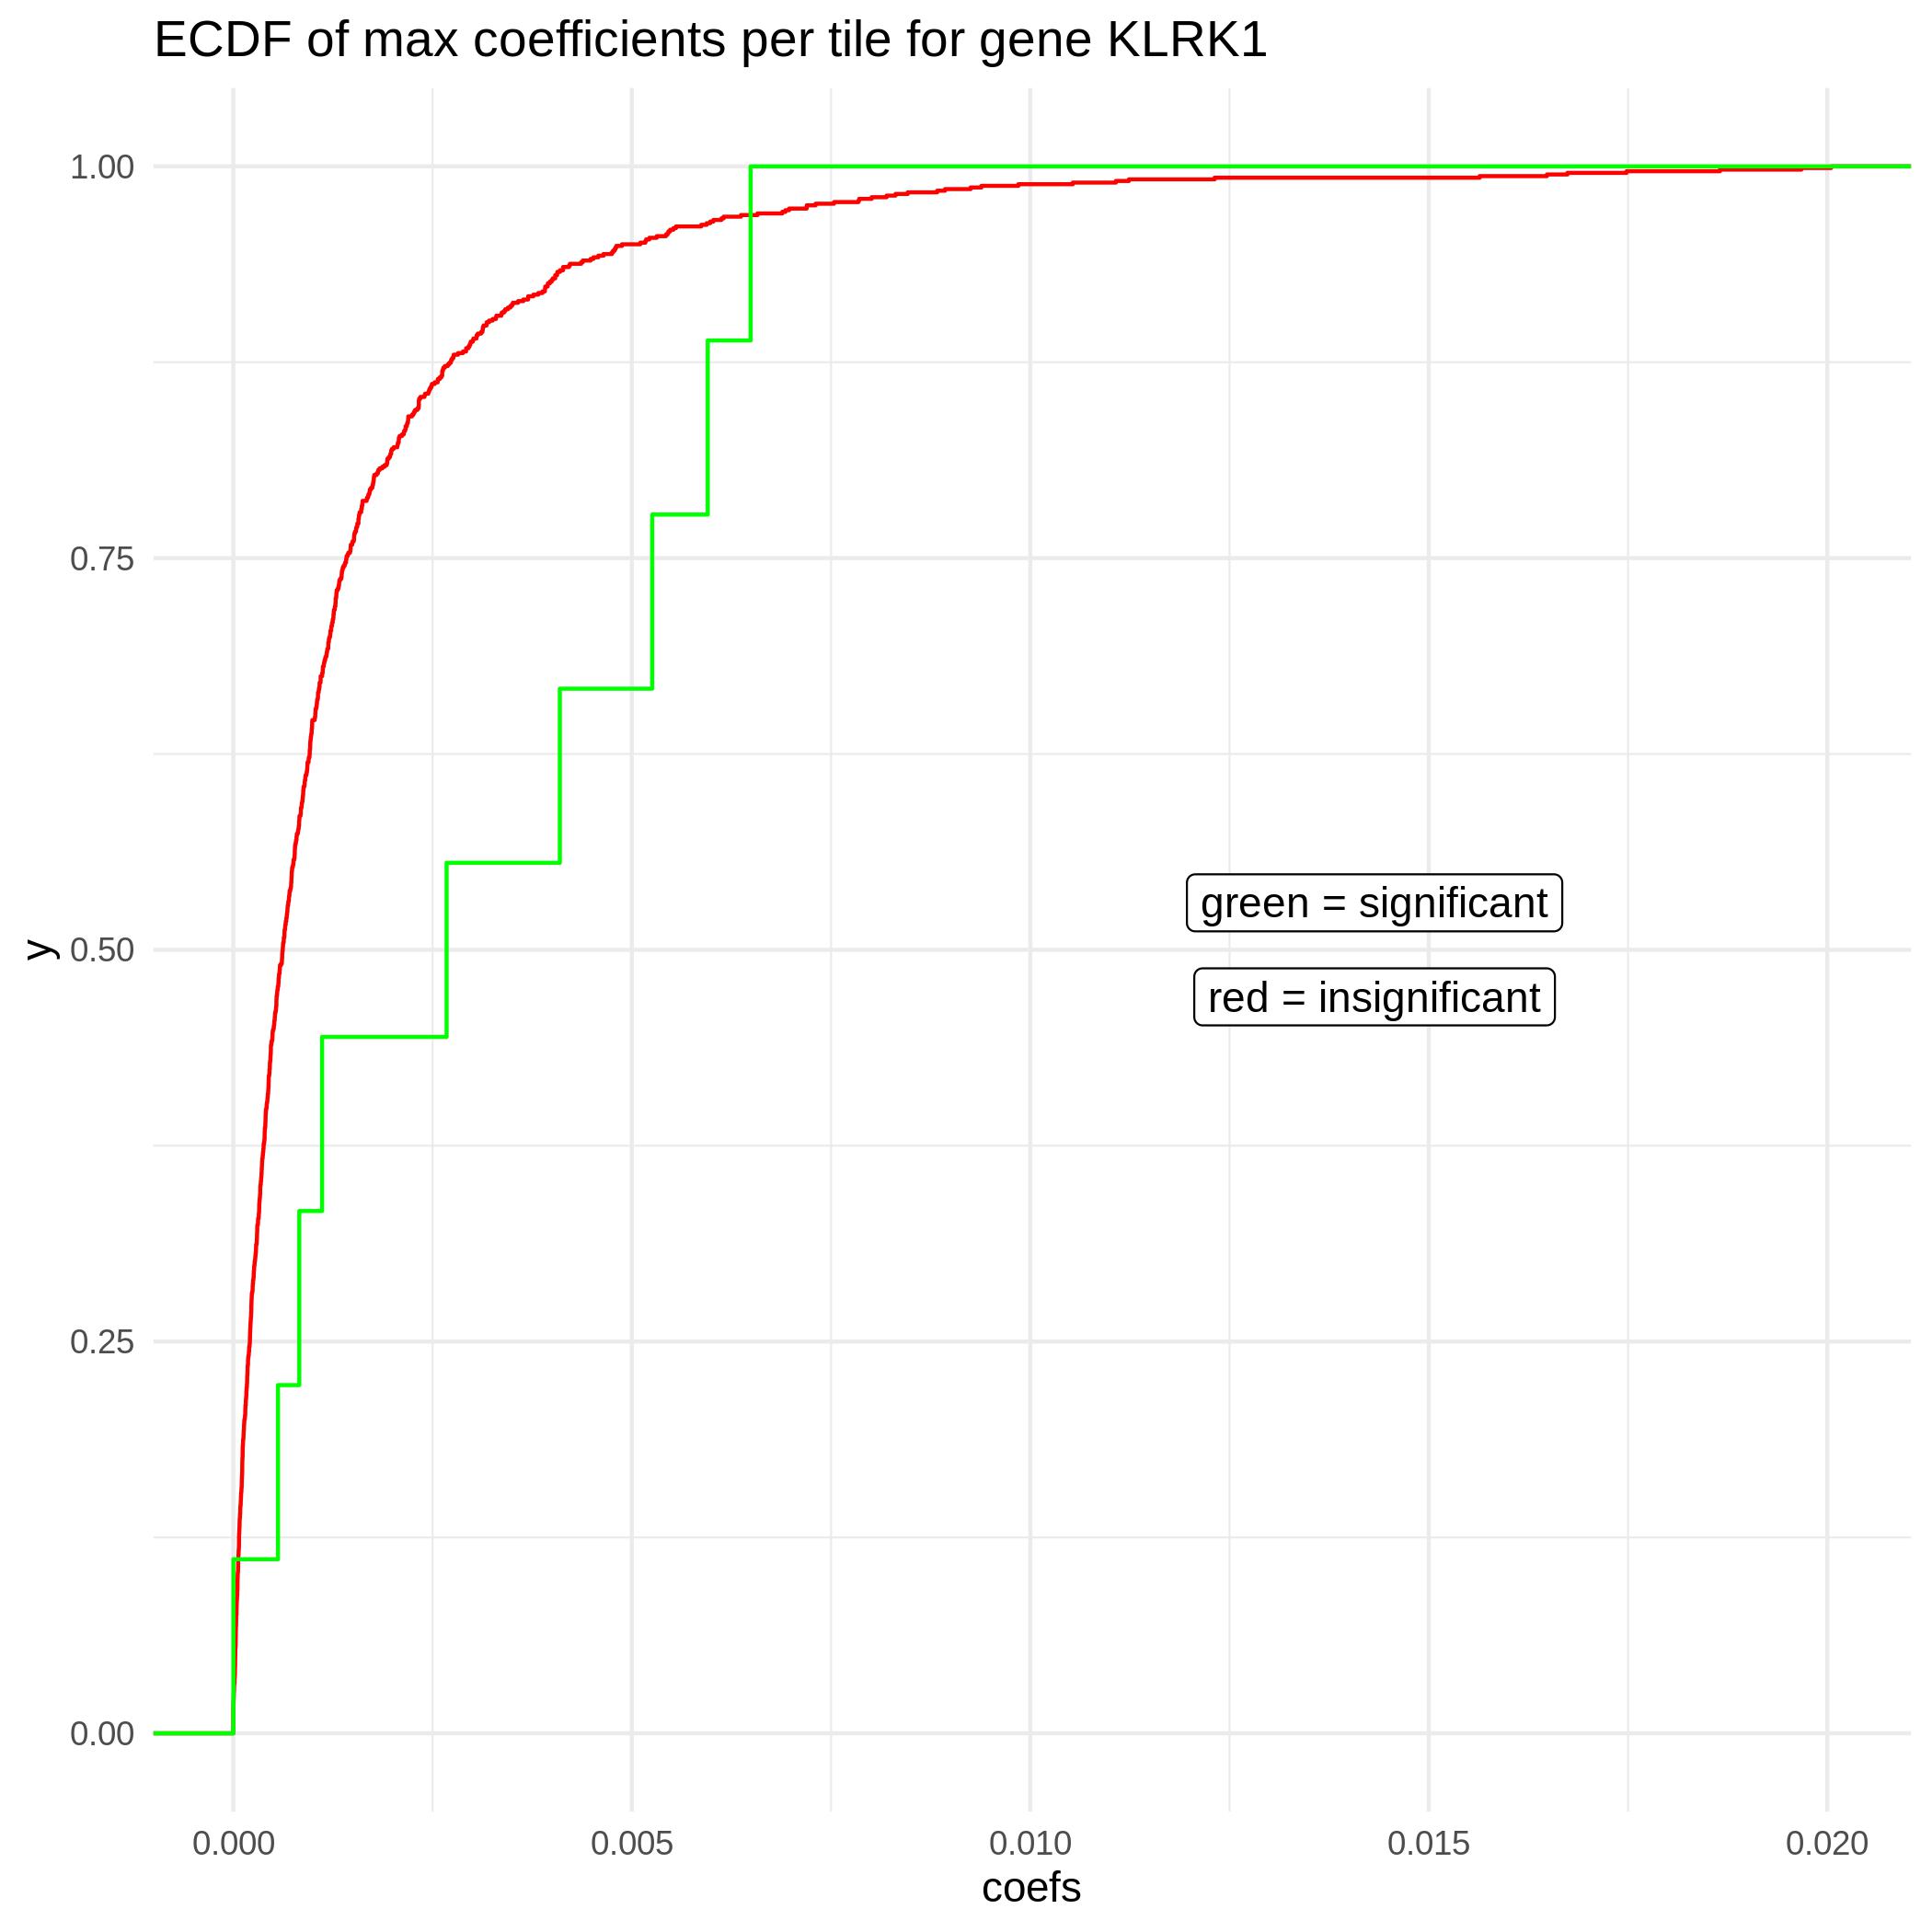 ECDF of max coefficients per tile for gene KLRK1
1.00
0.75
0.50
0.25
0.00
y
green = significant
red = insignificant
0.000 0.005 0.010 0.015 0.020
coefs